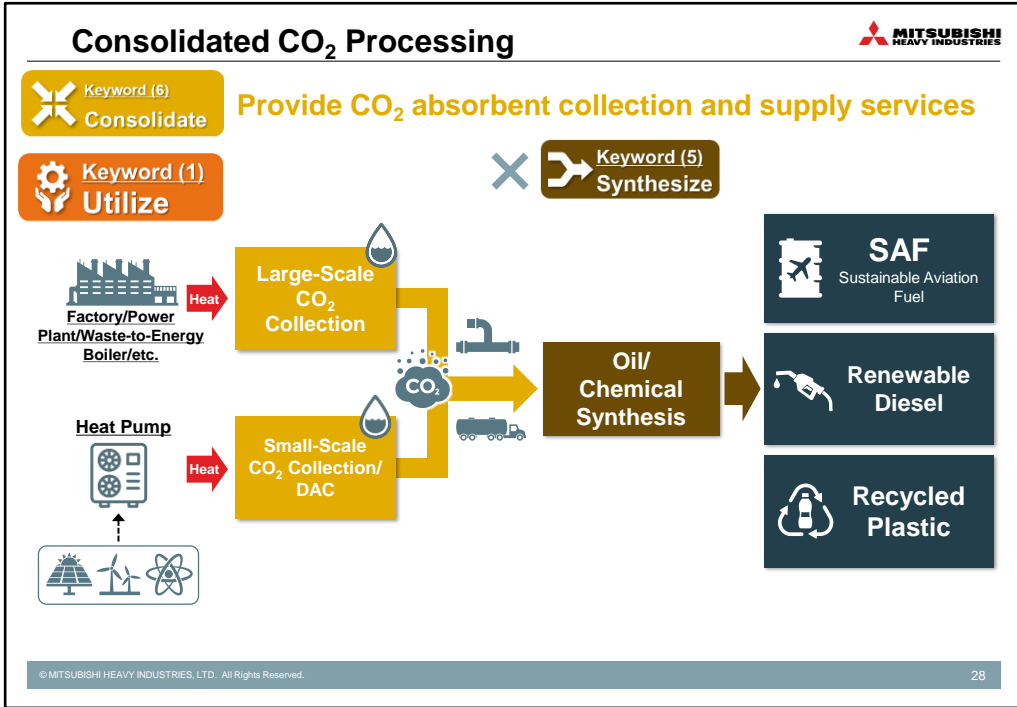 Consolidated CO₂ Processing
MITSUBISHI
HEAVY INDUSTRIES
Keyword (6)
Consolidate
Provide CO₂ absorbent collection and supply services
Keyword (1)
Utilize
Keyword (5)
Synthesize
Factory/Power
Plant/Waste-to-Energy
Boiler/etc.
Heat
Large-Scale
CO₂
Collection
Heat Pump
Heat
Small-Scale
CO₂ Collection/
DAC
CO₂
Oil/
Chemical
Synthesis
SAF
Sustainable Aviation
Fuel
Renewable
Diesel
Recycled
Plastic
© MITSUBISHI HEAVY INDUSTRIES, LTD. All Rights Reserved.
28